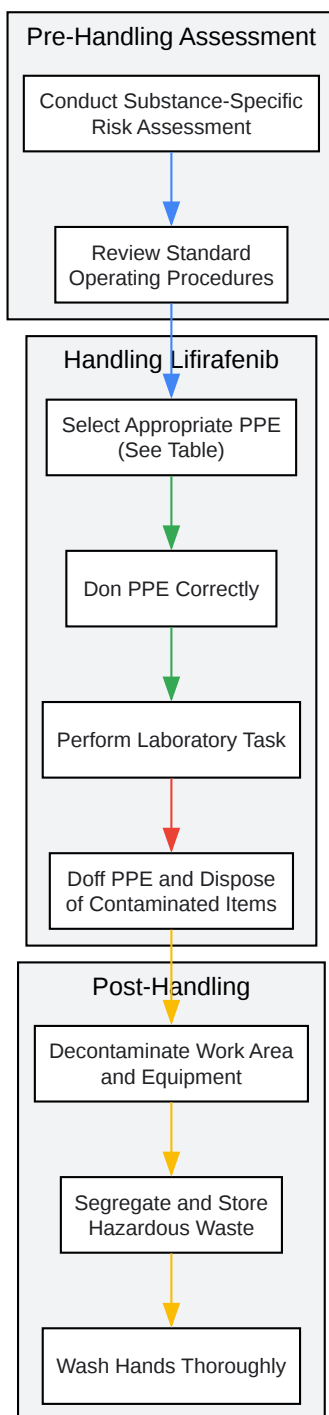 Pre-Handling Assessment
Conduct Substance-Specific
Risk Assessment
Review Standard
Operating Procedures
Handling Lifirafenib
Select Appropriate PPE
(See Table)
Don PPE Correctly
Perform Laboratory Task
Doff PPE and Dispose
of Contaminated Items
Post-Handling
Decontaminate Work Area
and Equipment
Segregate and Store
Hazardous Waste
Wash Hands Thoroughly